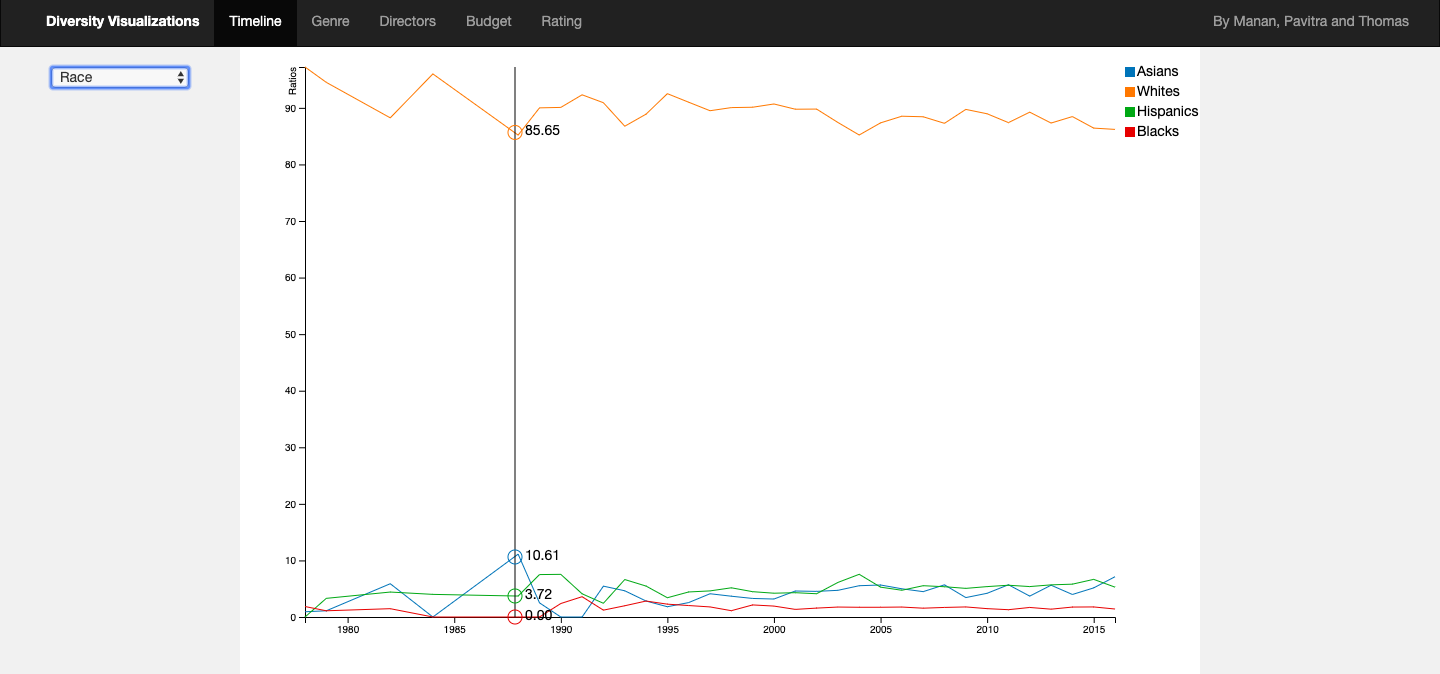 Diversity Visualizations Timeline Genre Directors Budget Rating By Manan, Pavitra and Thomas
Race
Ratios
Asians
Whites
Hispanics
Blacks
90
85.65
80
70
60
50
40
30
20
10
10.61
3.72
0.00
0
1980 1985 1990 1995 2000 2005 2010 2015